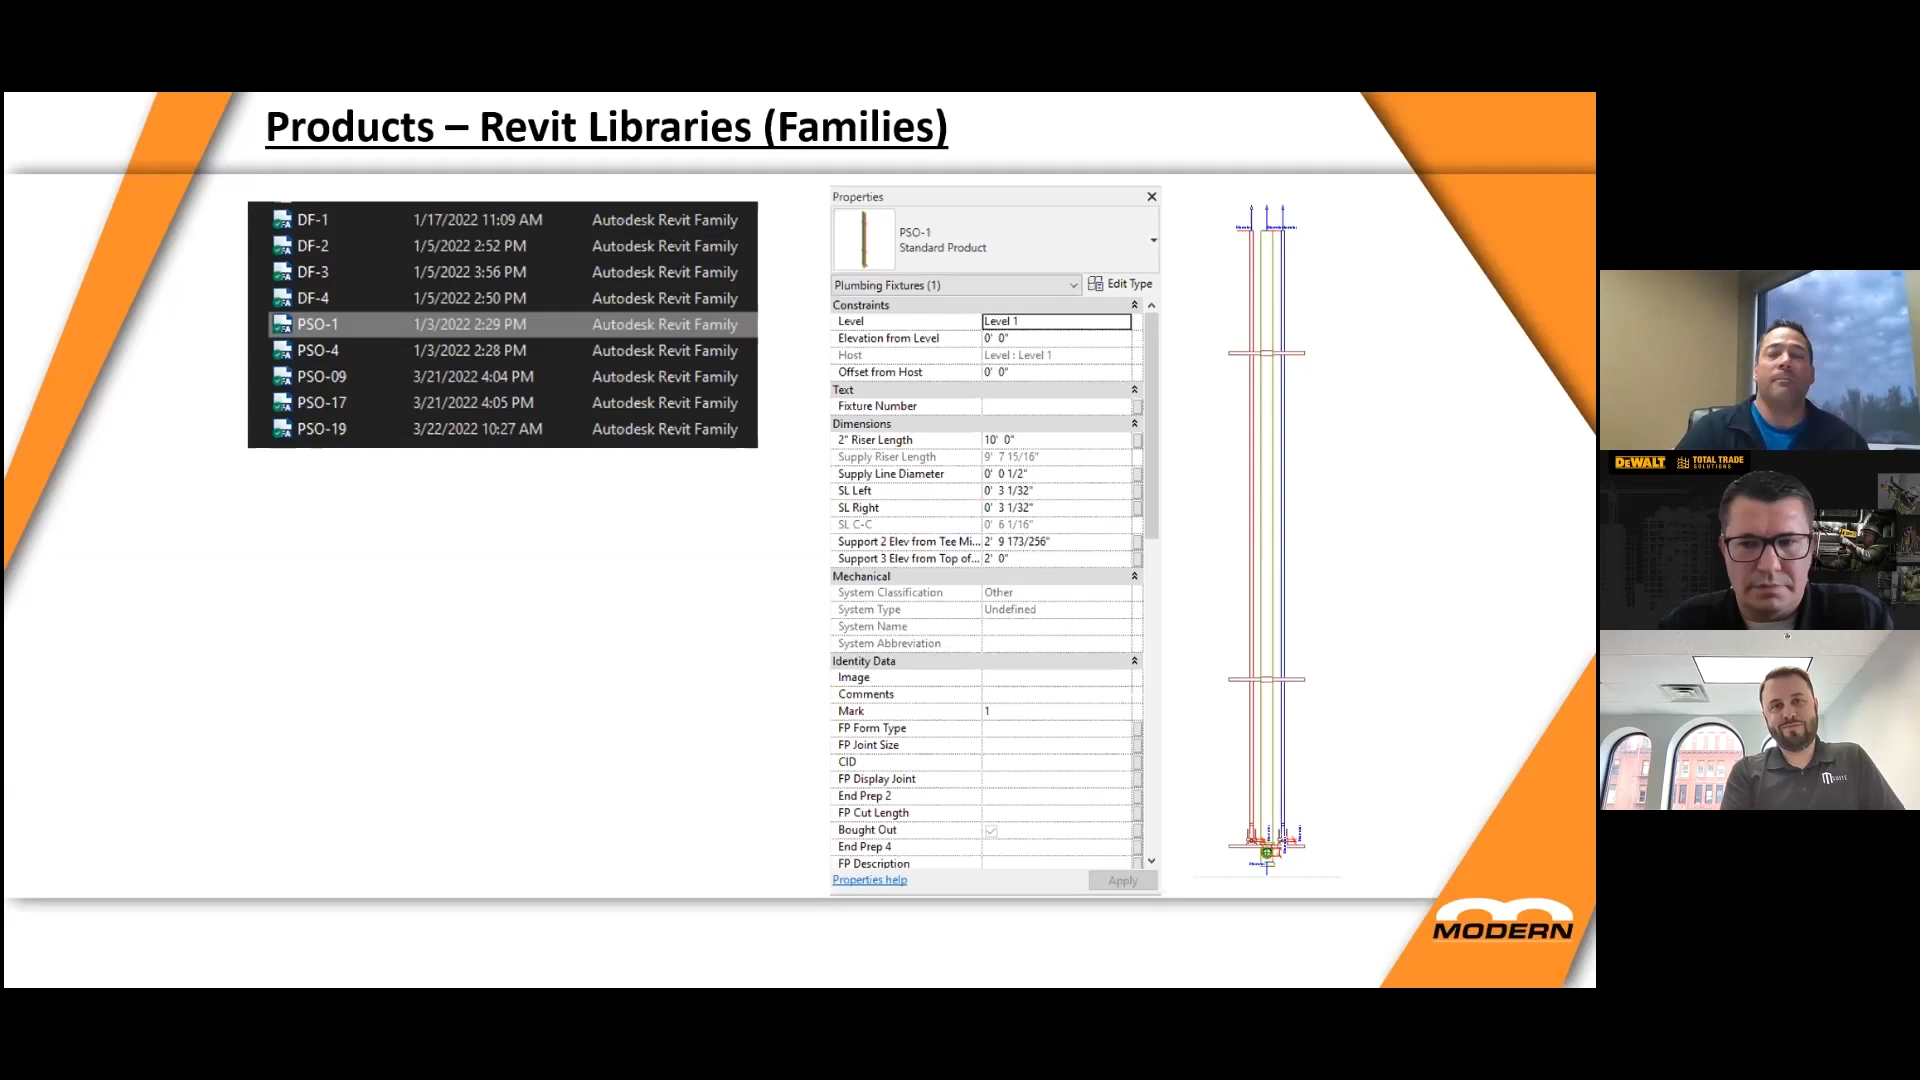 Products – Revit Libraries (Families)
DF-1 1/17/2022 11:09 AM Autodesk Revit Family
DF-2 1/5/2022 2:52 PM Autodesk Revit Family
DF-3 1/5/2022 3:56 PM Autodesk Revit Family
DF-4 1/5/2022 2:50 PM Autodesk Revit Family
PSO-1 1/3/2022 2:29 PM Autodesk Revit Family
PSO-4 1/3/2022 2:28 PM Autodesk Revit Family
PSO-09 3/21/2022 4:04 PM Autodesk Revit Family
PSO-17 3/21/2022 4:05 PM Autodesk Revit Family
PSO-19 3/22/2022 10:27 AM Autodesk Revit Family
Properties
PSO-1
Standard Product
Plumbing Fixtures (1) Edit Type
Constraints
Level Level 1
Elevation from Level 0' 0"
Host Level : Level 1
Offset from Host 0' 0"
Text
Fixture Number
Dimensions
2" Riser Length 10' 0"
Supply Riser Length 9' 7 15/16"
Supply Line Diameter 0' 0 1/2"
SL Left 0' 3 1/32"
SL Right 0' 3 1/32"
SL C-C 0' 6 1/16"
Support 2 Elev from Tee Mi... 2' 9 173/256"
Support 3 Elev from Top of... 2' 0"
Mechanical
System Classification Other
System Type Undefined
System Name
System Abbreviation
Identity Data
Image
Comments
Mark 1
FP Form Type
FP Joint Size
CID
FP Display Joint
End Prep 2
FP Cut Length
Bought Out
End Prep 4
FP Description
Properties help Apply
MODERN
DEWALT TOTAL TRADE
SOLUTIONS